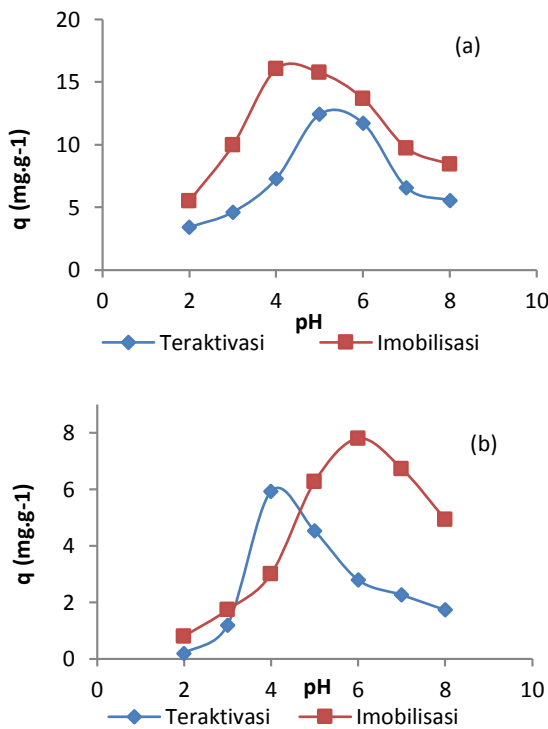 (a)
q (mg.g-1)
20
15
10
5
0
0 2 4 6 8 10
pH
Teraktivasi Imobilisasi
(b)
q (mg.g-1)
8
6
4
2
0
0 2 4 6 8 10
pH
Teraktivasi Imobilisasi